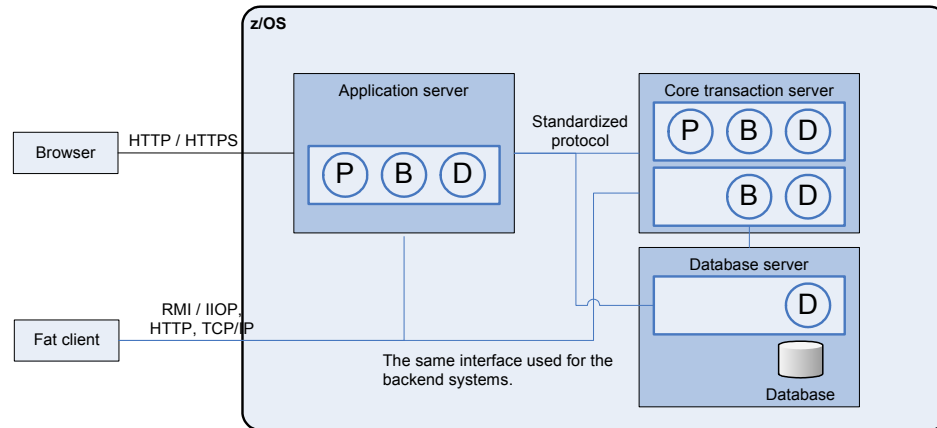 z/OS
Application server
Core transaction server
Standardized
protocol
P B D
HTTP / HTTPS
Browser
P B D
B D
Database server
RMI / IIOP,
HTTP, TCP/IP
D
Fat client
The same interface used for the
backend systems.
Database